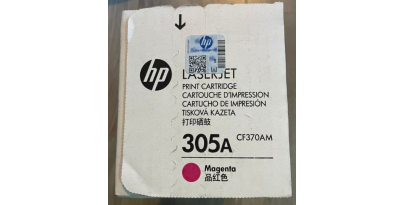 hp
hp
LASERJET
PRINT CARTRIDGE
CARTOUCHE D'IMPRESSION
CARTUCHO DE IMPRESIÓN
TISKOVÁ KAZETA
打印硒鼓
305A CF370AM
Magenta
品红色